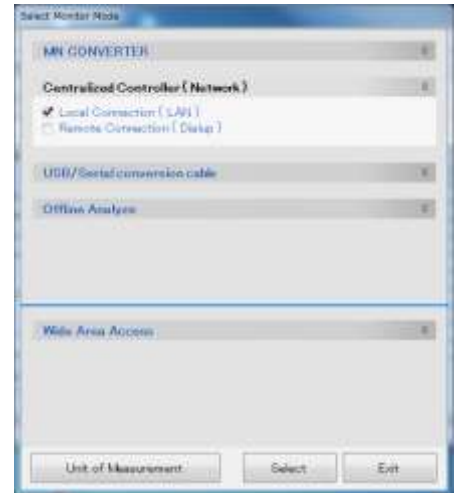 Select Monitor Mode
MN CONVERTER
Centralized Controller ( Network )
Local Connection ( LAN )
Remote Connection ( Dialup )
USB/Serial conversion cable
Offline Analyze
Wide Area Access
Unit of Measurement
Select
Exit